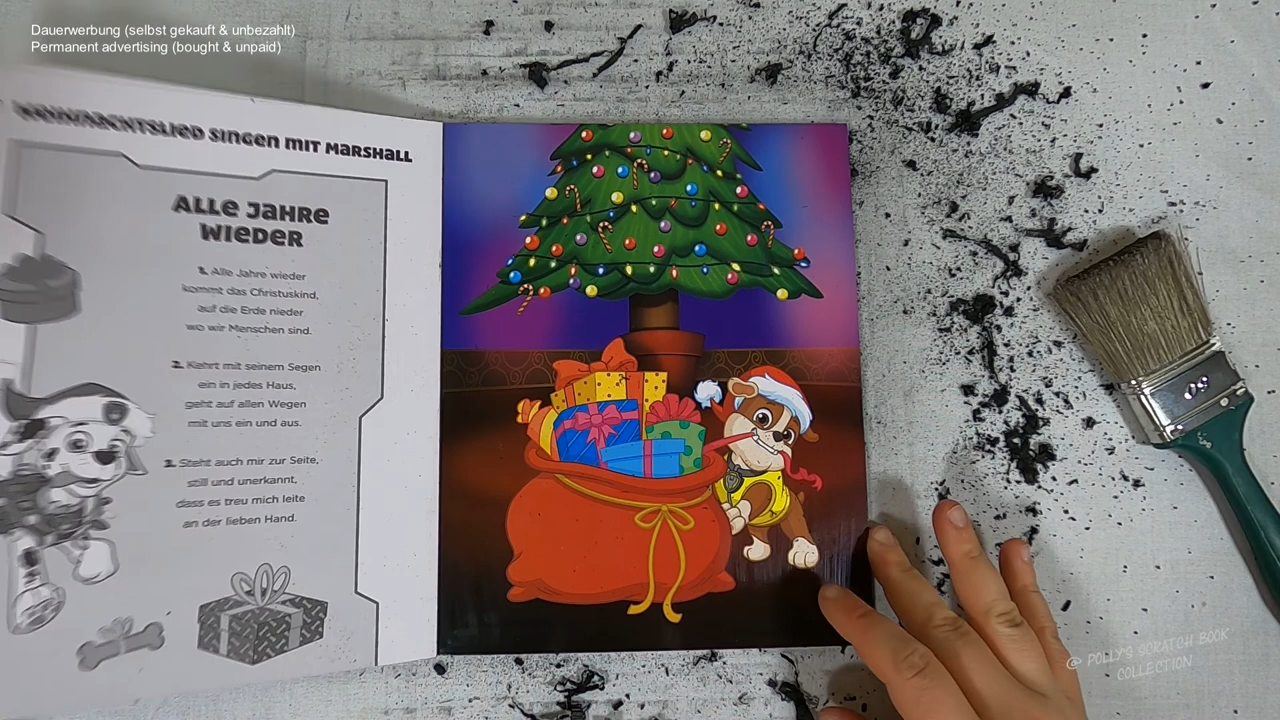 Dauerwerbung (selbst gekauft & unbezahlt)
Permanent advertising (bought & unpaid)
WEIHNACHTSLIED SINGEN MIT MARSHALL
ALLE JAHRE
WIEDER
1. Alle Jahre wieder
kommt das Christuskind,
auf die Erde nieder
wo wir Menschen sind.
2. Kehrt mit seinem Segen
ein in jedes Haus,
geht auf allen Wegen
mit uns ein und aus.
3. Steht auch mir zur Seite,
still und unerkannt,
dass es treu mich leite
an der lieben Hand.
@ POLLY'S SCRATCH BOOK
COLLECTION